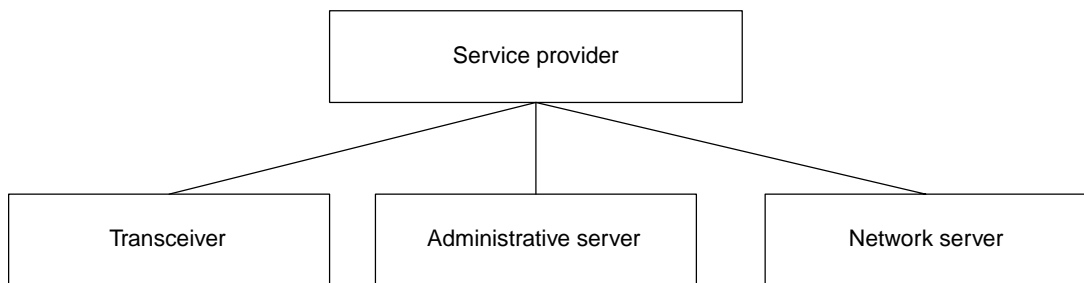 Service provider
Transceiver
Administrative server
Network server